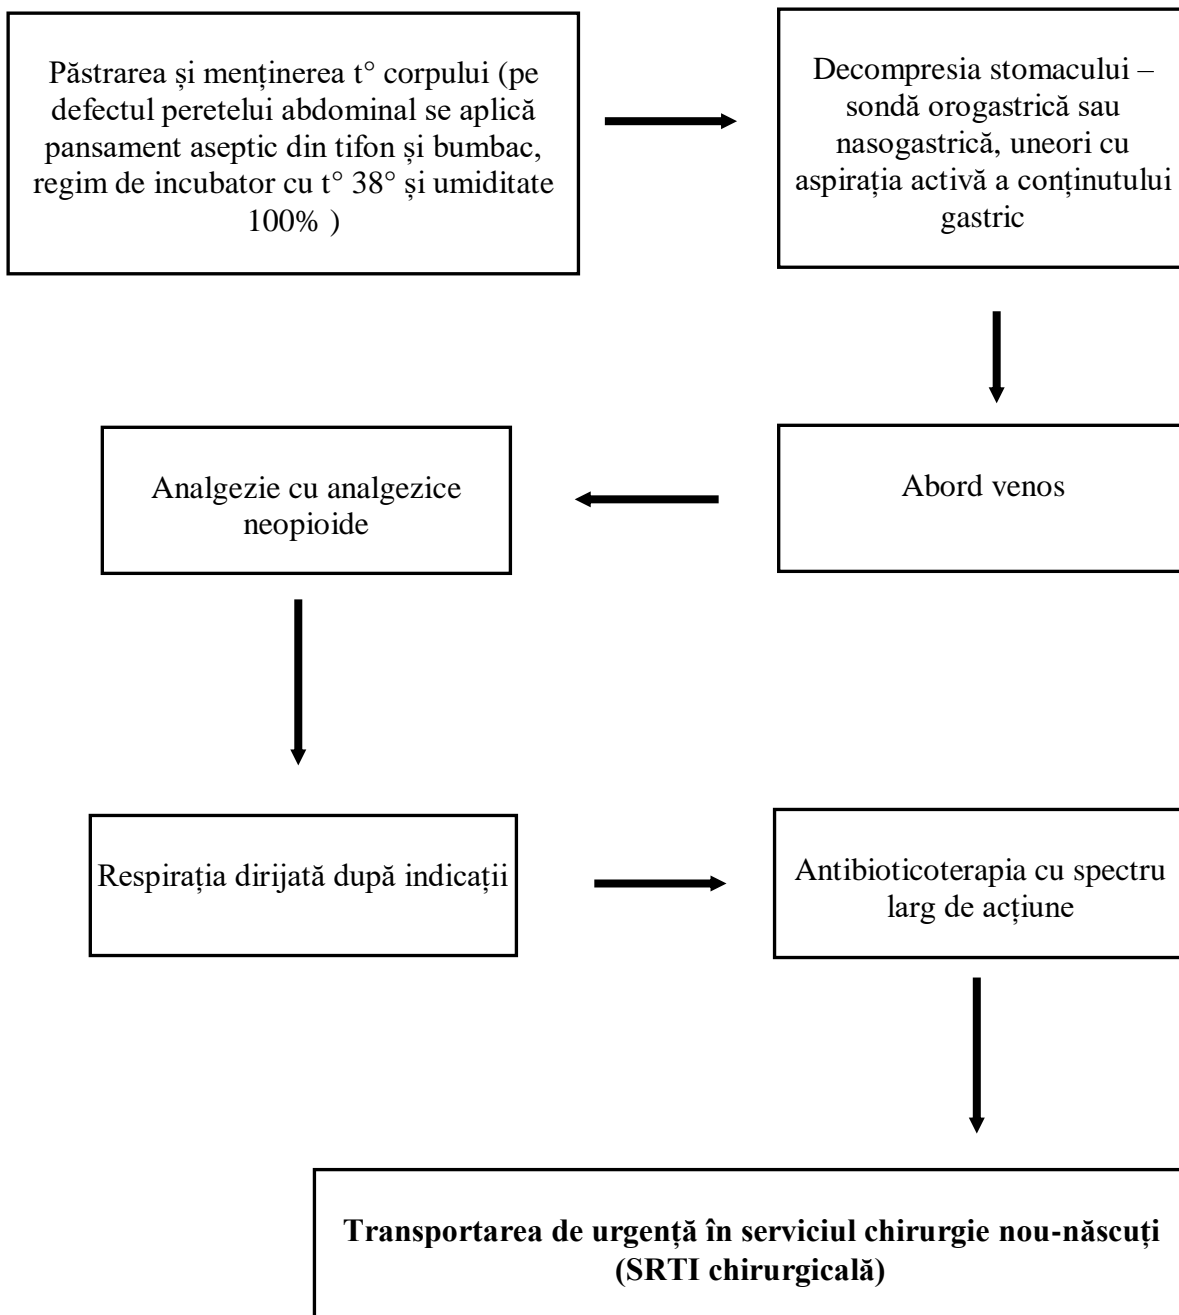 Păstrarea și menținerea t° corpului (pe
defectul peretelui abdominal se aplică
pansament aseptic din tifon și bumbac,
regim de incubator cu t° 38° și umiditate
100% )
Decompresia stomacului –
sondă orogastrică sau
nasogastrică, uneori cu
aspirația activă a conținutului
gastric
Abord venos
Analgezie cu analgezice
neopioide
Respirația dirijată după indicații
Antibioticoterapia cu spectru
larg de acțiune
Transportarea de urgență în serviciul chirurgie nou-născuți
(SRTI chirurgicală)